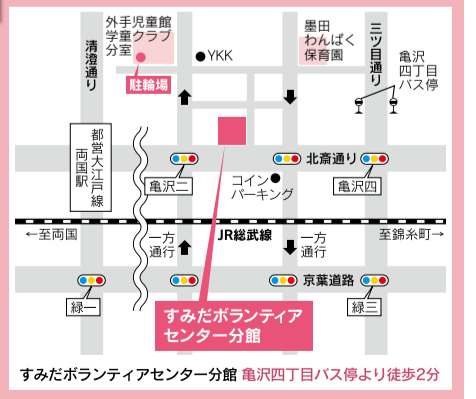 外手児童館
学童クラブ
分室
YKK
駐輪場
清澄通り
墨田
わんぱく
保育園
三ツ目通り
亀沢
四丁目
バス停
都営大江戸線
両国駅
亀沢二
北斎通り
亀沢四
コイン
パーキング
←至両国
一方
通行
JR総武線
一方
通行
至錦糸町→
緑一
京葉道路
緑三
すみだボランティア
センター分館
すみだボランティアセンター分館 亀沢四丁目バス停より徒歩2分